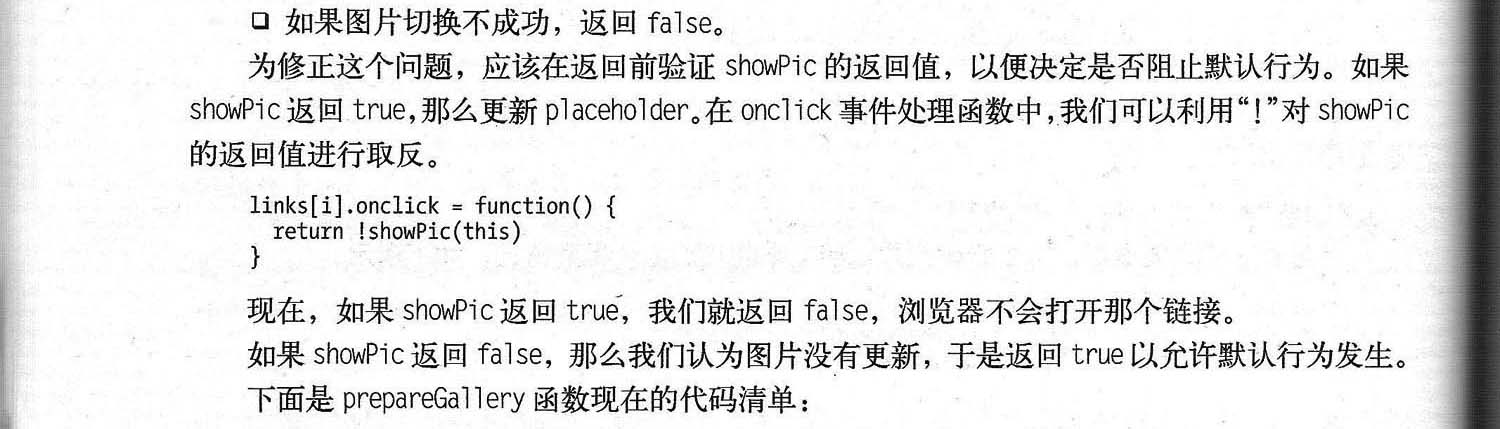 ❑ 如果图片切换不成功，返回 false。
为修正这个问题，应该在返回前验证 showPic 的返回值，以便决定是否阻止默认行为。如果
showPic 返回 true，那么更新 placeholder。在 onclick 事件处理函数中，我们可以利用“!”对 showPic
的返回值进行取反。
links[i].onclick = function() {
  return !showPic(this)
}
现在，如果 showPic 返回 true，我们就返回 false，浏览器不会打开那个链接。
如果 showPic 返回 false，那么我们认为图片没有更新，于是返回 true 以允许默认行为发生。
下面是 prepareGallery 函数现在的代码清单：